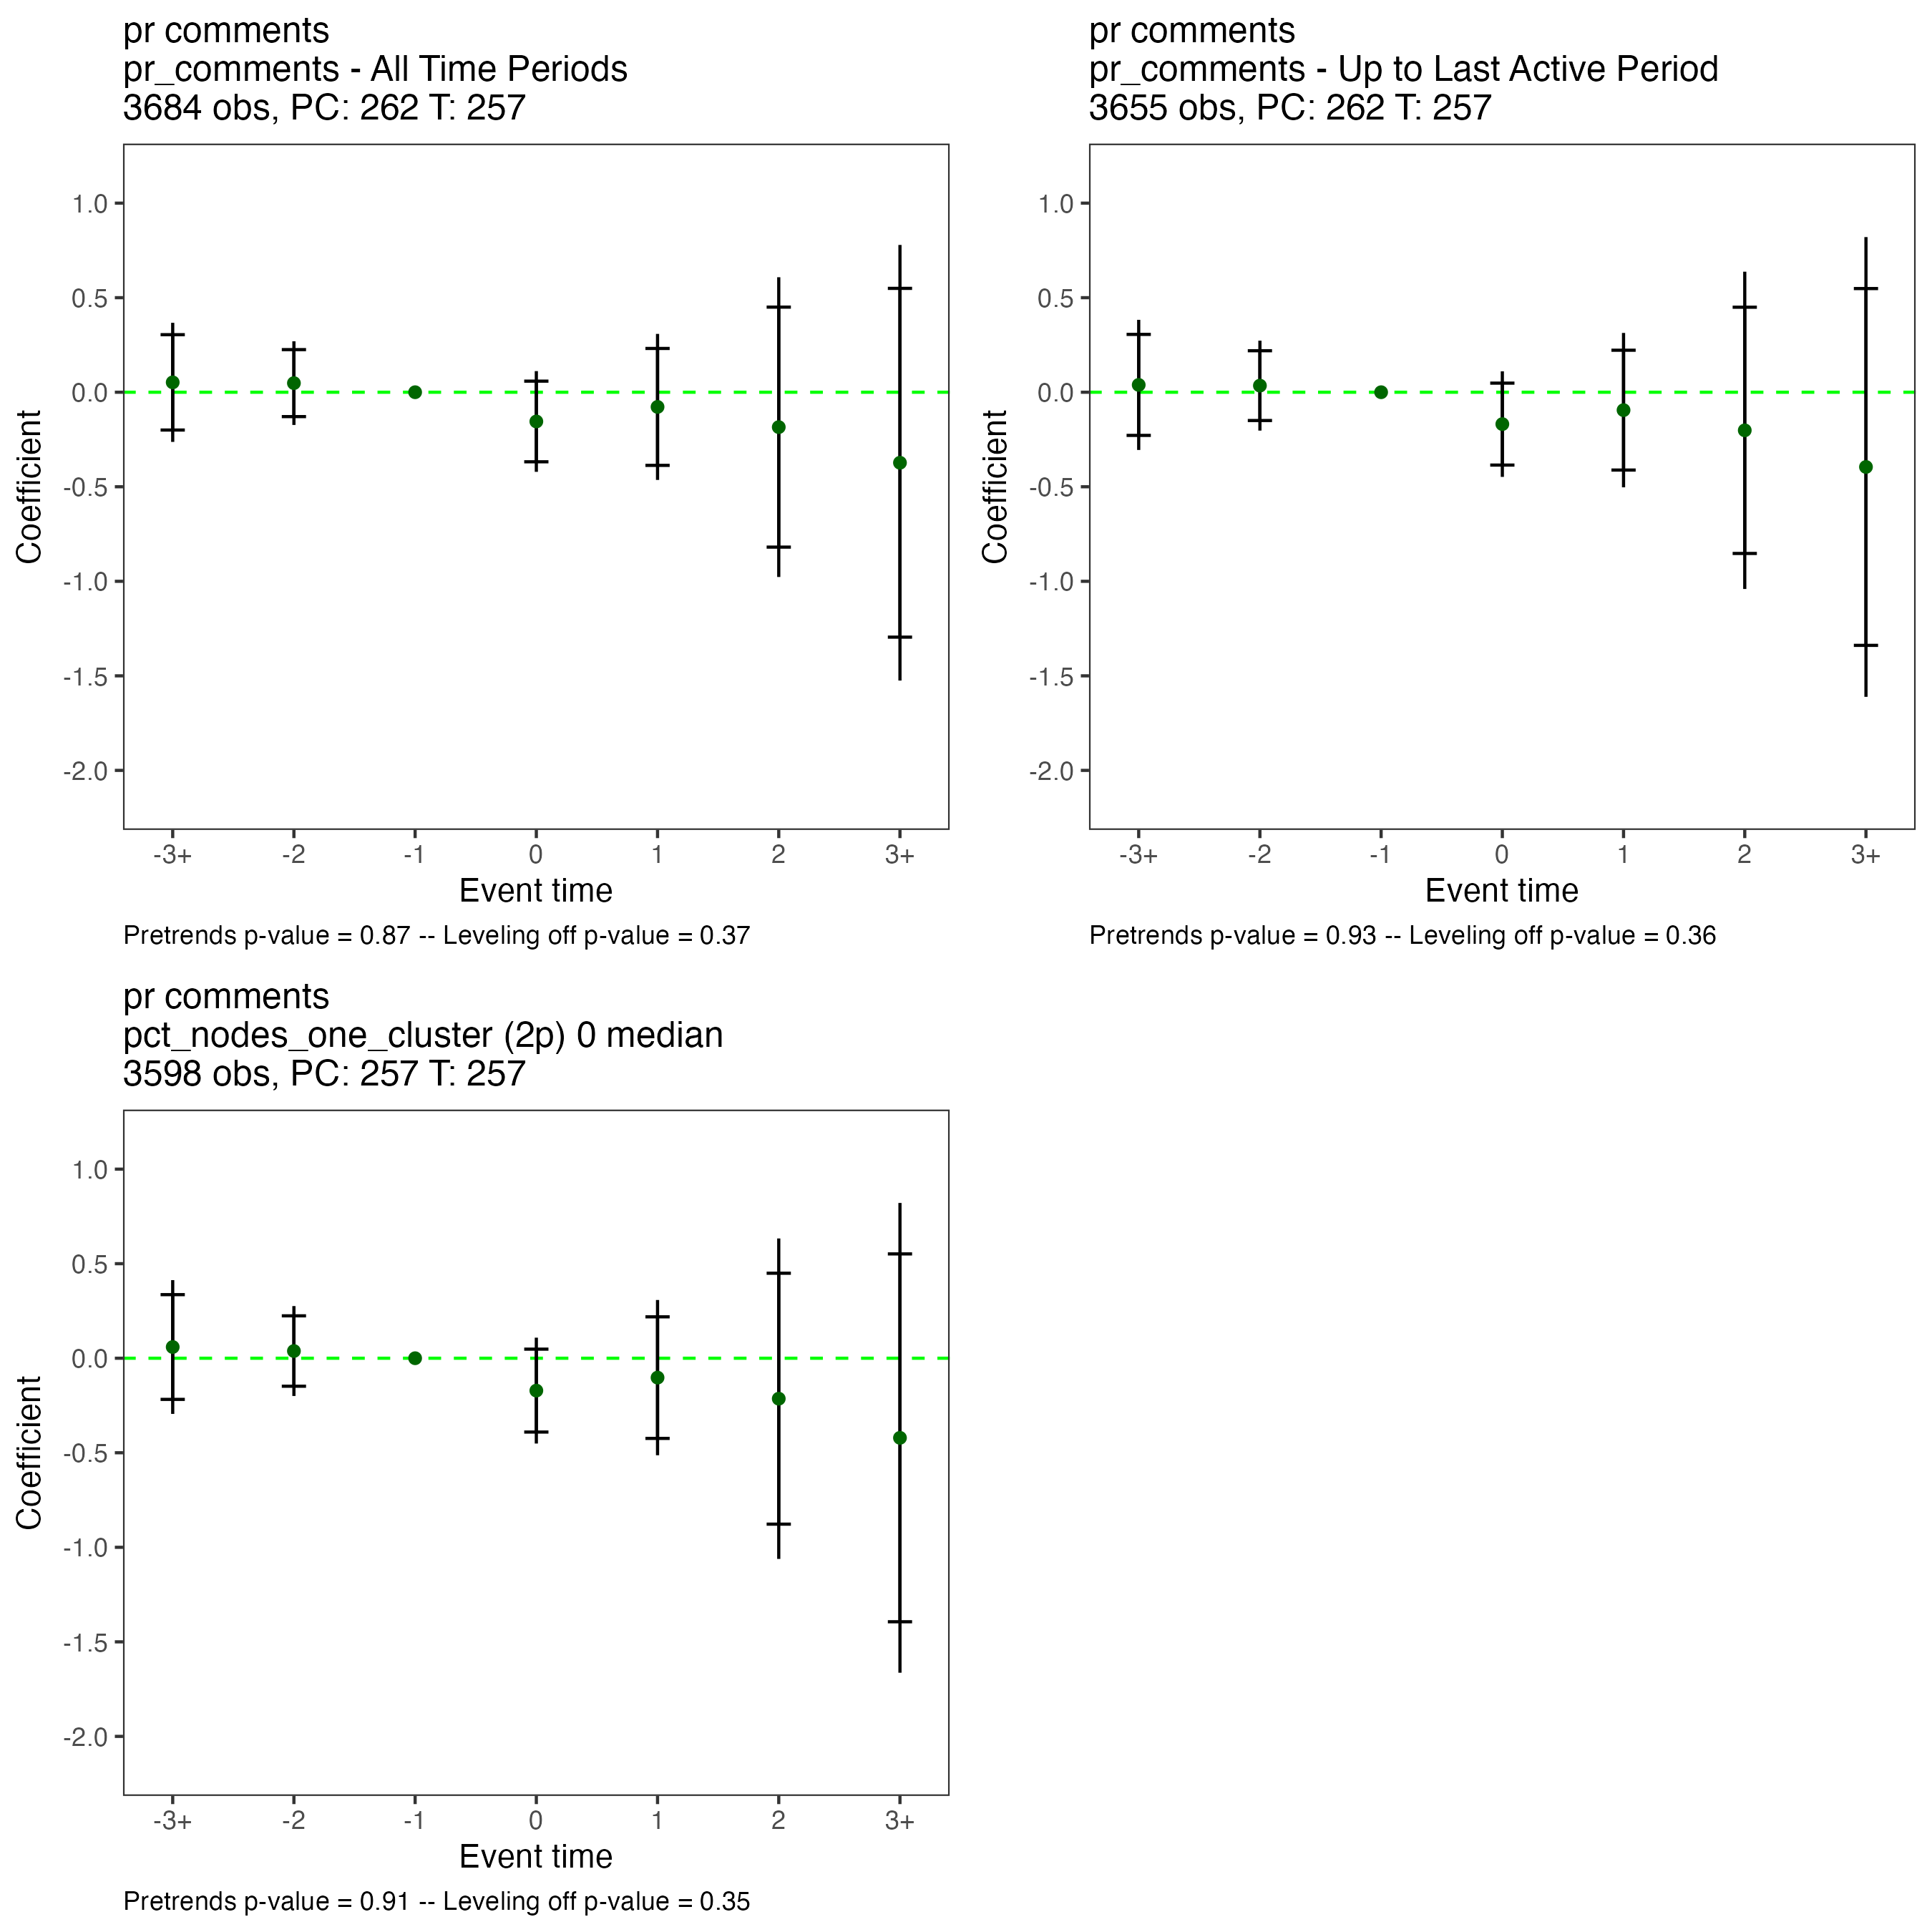 pr comments
pr_comments - All Time Periods
3684 obs, PC: 262 T: 257
1.0
0.5
0.0
-0.5
-1.0
-1.5
-2.0
Coefficient
-3+ -2 -1 0 1 2 3+
Event time
Pretrends p-value = 0.87 -- Leveling off p-value = 0.37
pr comments
pr_comments - Up to Last Active Period
3655 obs, PC: 262 T: 257
1.0
0.5
0.0
-0.5
-1.0
-1.5
-2.0
Coefficient
-3+ -2 -1 0 1 2 3+
Event time
Pretrends p-value = 0.93 -- Leveling off p-value = 0.36
pr comments
pct_nodes_one_cluster (2p) 0 median
3598 obs, PC: 257 T: 257
1.0
0.5
0.0
-0.5
-1.0
-1.5
-2.0
Coefficient
-3+ -2 -1 0 1 2 3+
Event time
Pretrends p-value = 0.91 -- Leveling off p-value = 0.35